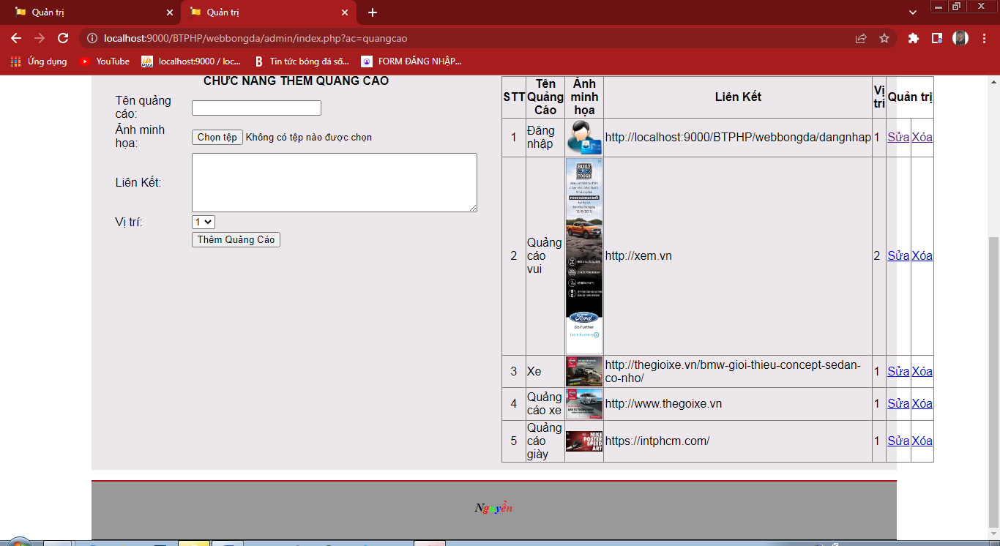 Quản trị
Quản trị
localhost:9000/BTPHP/webbongda/admin/index.php?ac=quangcao
Ứng dụng
YouTube
localhost:9000 / loc...
Tin tức bóng đá số...
FORM ĐĂNG NHẬP...
CHỨC NĂNG THÊM QUẢNG CÁO
Tên quảng cáo:
Ảnh minh họa:
Chọn tệp Không có tệp nào được chọn
Liên Kết:
Vị trí:
1
Thêm Quảng Cáo
STT Tên Quảng Cáo Ảnh minh họa Liên Kết Vị trí Quản trị
1 Đăng nhập http://localhost:9000/BTPHP/webbongda/dangnhap 1 Sửa Xóa
2 Quảng cáo vui http://xem.vn 2 Sửa Xóa
BUILT
FORD RANGER MỚI
Ford
Go Further
3 Xe http://thegioixe.vn/bmw-gioi-thieu-concept-sedan-co-nho/ 1 Sửa Xóa
4 Quảng cáo xe http://www.thegoixe.vn 1 Sửa Xóa
5 Quảng cáo giày https://intphcm.com/ 1 Sửa Xóa
NIKE
POSTER
SPEED
ART
Nguyễn